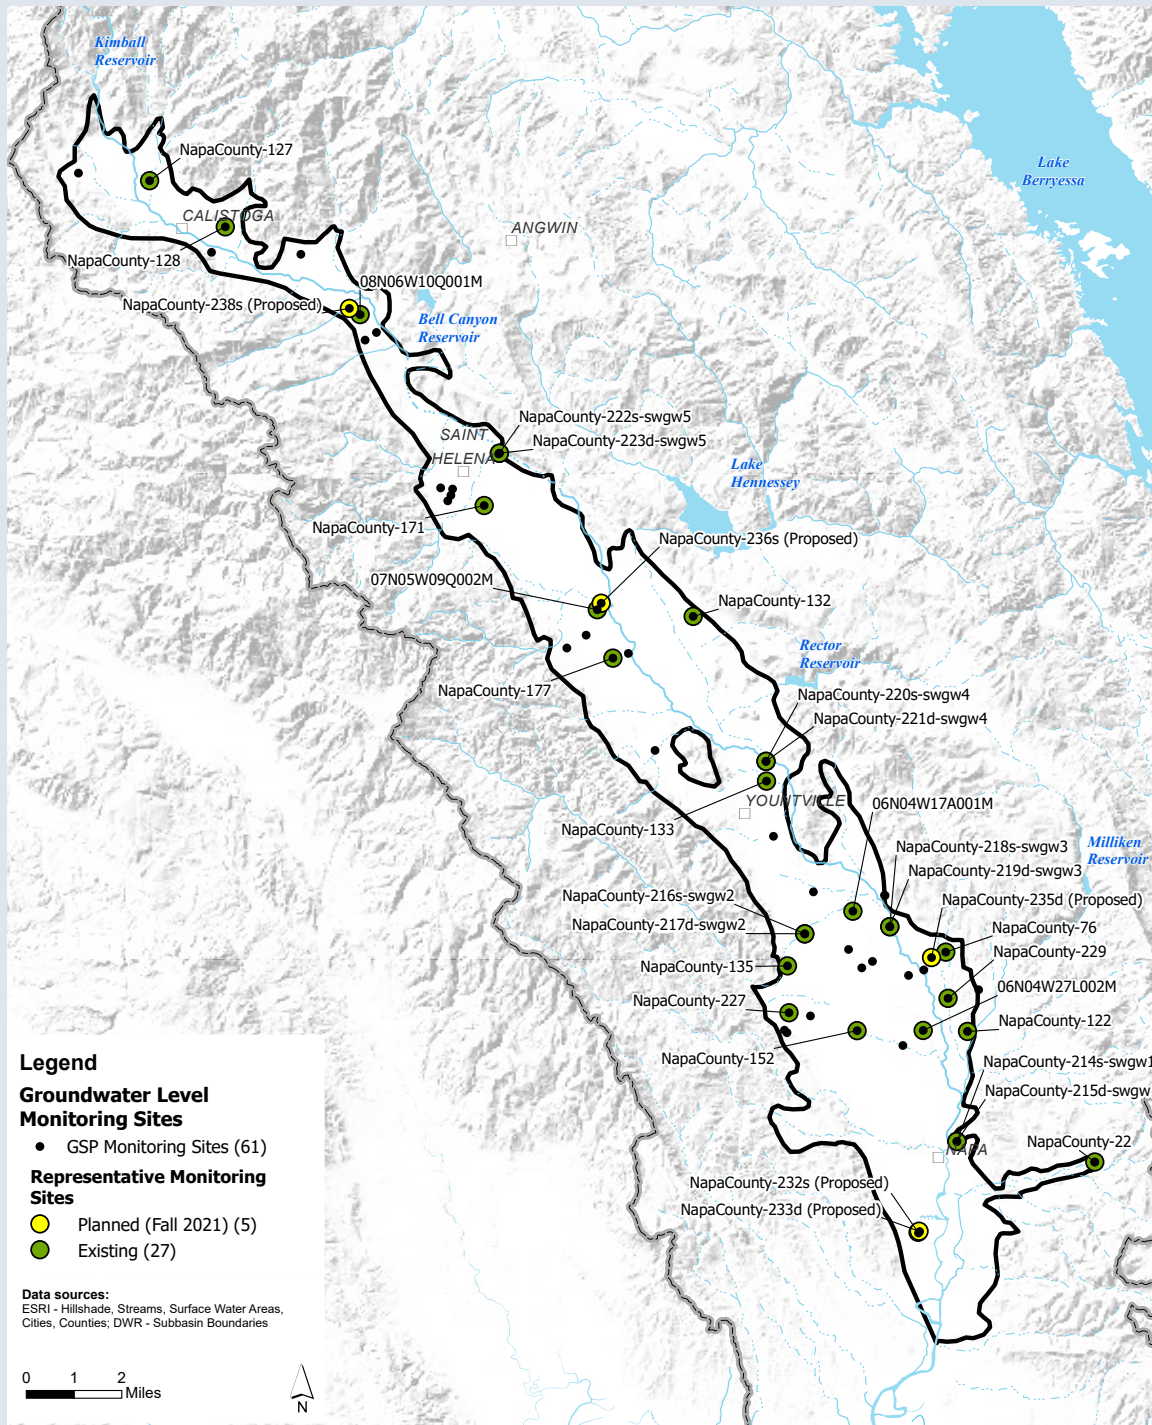 Kimball
Reservoir
NapaCounty-127
Lake
Berryessa
CALISTOGA
ANGWIN
NapaCounty-128
08N06W10Q001M
NapaCounty-238s (Proposed)
Bell Canyon
Reservoir
NapaCounty-222s-swgw5
SAINT
HELENA
NapaCounty-223d-swgw5
Lake
Hennessey
NapaCounty-171
NapaCounty-236s (Proposed)
07N05W09Q002M
NapaCounty-132
Rector
Reservoir
NapaCounty-177
NapaCounty-220s-swgw4
NapaCounty-221d-swgw4
YOUNTVILLE
06N04W17A001M
NapaCounty-133
Milliken
Reservoir
NapaCounty-218s-swgw3
NapaCounty-219d-swgw3
NapaCounty-216s-swgw2
NapaCounty-235d (Proposed)
NapaCounty-217d-swgw2
NapaCounty-76
NapaCounty-229
NapaCounty-135
06N04W27L002M
NapaCounty-227
NapaCounty-122
NapaCounty-152
NapaCounty-214s-swgw1
NapaCounty-215d-swgw
NAPA
NapaCounty-22
NapaCounty-232s (Proposed)
NapaCounty-233d (Proposed)
Legend
Groundwater Level
Monitoring Sites
GSP Monitoring Sites (61)
Representative Monitoring
Sites
Planned (Fall 2021) (5)
Existing (27)
Data sources:
ESRI - Hillshade, Streams, Surface Water Areas,
Cities, Counties; DWR - Subbasin Boundaries
0 1 2
Miles
N